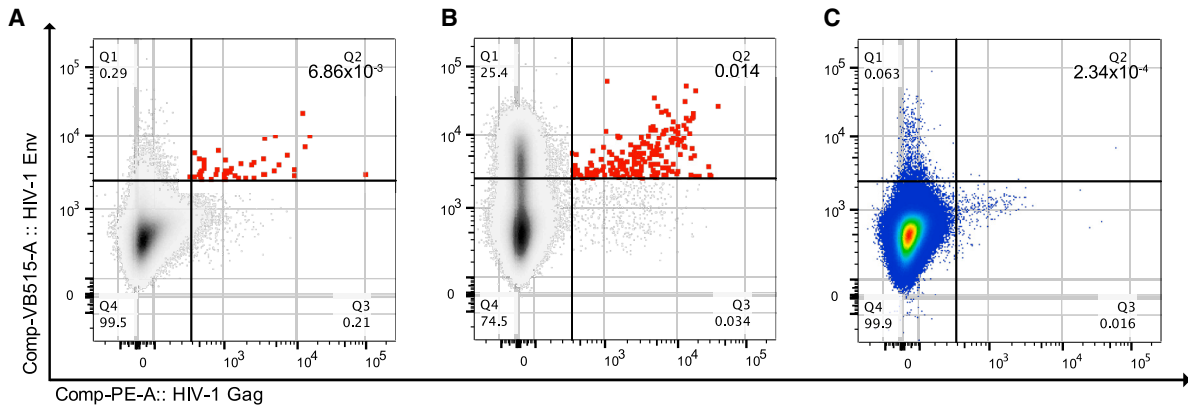 A
B
C
Comp-VB515-A :: HIV-1 Env
Q1
0.29
Q2
6.86x10⁻³
Q4
99.5
Q3
0.21
10⁵
10⁴
10³
0
0
10³
10⁴
10⁵
Q1
25.4
Q2
0.014
Q4
74.5
Q3
0.034
10⁵
10⁴
10³
0
0
10³
10⁴
10⁵
Q1
0.063
Q2
2.34x10⁻⁴
Q4
99.9
Q3
0.016
10⁵
10⁴
10³
0
0
10³
10⁴
10⁵
Comp-PE-A:: HIV-1 Gag